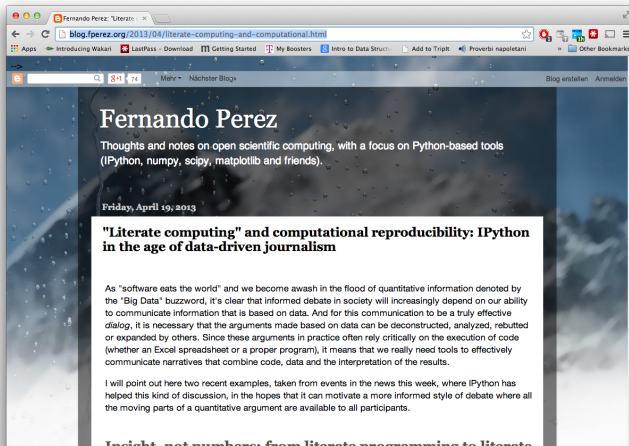 Fernando Perez: "Literate c
blog.fperez.org/2013/04/literate-computing-and-computational.html
Apps Introducing Wakari LastPass - Download Getting Started My Boosters Intro to Data Struct Add to TripIt Proverbi napoletani » Other Bookmarks
-->
g+1 74 Mehr Nächster Blog» Blog erstellen Anmelden
Fernando Perez
Thoughts and notes on open scientific computing, with a focus on Python-based tools
(IPython, numpy, scipy, matplotlib and friends).
Friday, April 19, 2013
"Literate computing" and computational reproducibility: IPython
in the age of data-driven journalism
As "software eats the world" and we become awash in the flood of quantitative information denoted by
the "Big Data" buzzword, it's clear that informed debate in society will increasingly depend on our ability
to communicate information that is based on data. And for this communication to be a truly effective
dialog, it is necessary that the arguments made based on data can be deconstructed, analyzed, rebutted
or expanded by others. Since these arguments in practice often rely critically on the execution of code
(whether an Excel spreadsheet or a proper program), it means that we really need tools to effectively
communicate narratives that combine code, data and the interpretation of the results.
I will point out here two recent examples, taken from events in the news this week, where IPython has
helped this kind of discussion, in the hopes that it can motivate a more informed style of debate where all
the moving parts of a quantitative argument are available to all participants.
Insight, not numbers: from literate programming to literate